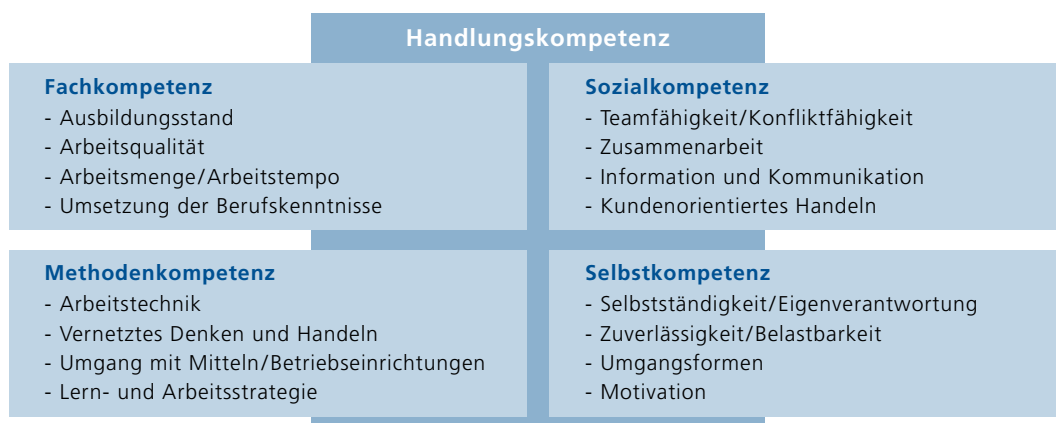 Handlungskompetenz
Fachkompetenz
- Ausbildungsstand
- Arbeitsqualität
- Arbeitsmenge/Arbeitstempo
- Umsetzung der Berufskenntnisse
Sozialkompetenz
- Teamfähigkeit/Konfliktfähigkeit
- Zusammenarbeit
- Information und Kommunikation
- Kundenorientiertes Handeln
Methodenkompetenz
- Arbeitstechnik
- Vernetztes Denken und Handeln
- Umgang mit Mitteln/Betriebseinrichtungen
- Lern- und Arbeitsstrategie
Selbstkompetenz
- Selbstständigkeit/Eigenverantwortung
- Zuverlässigkeit/Belastbarkeit
- Umgangsformen
- Motivation